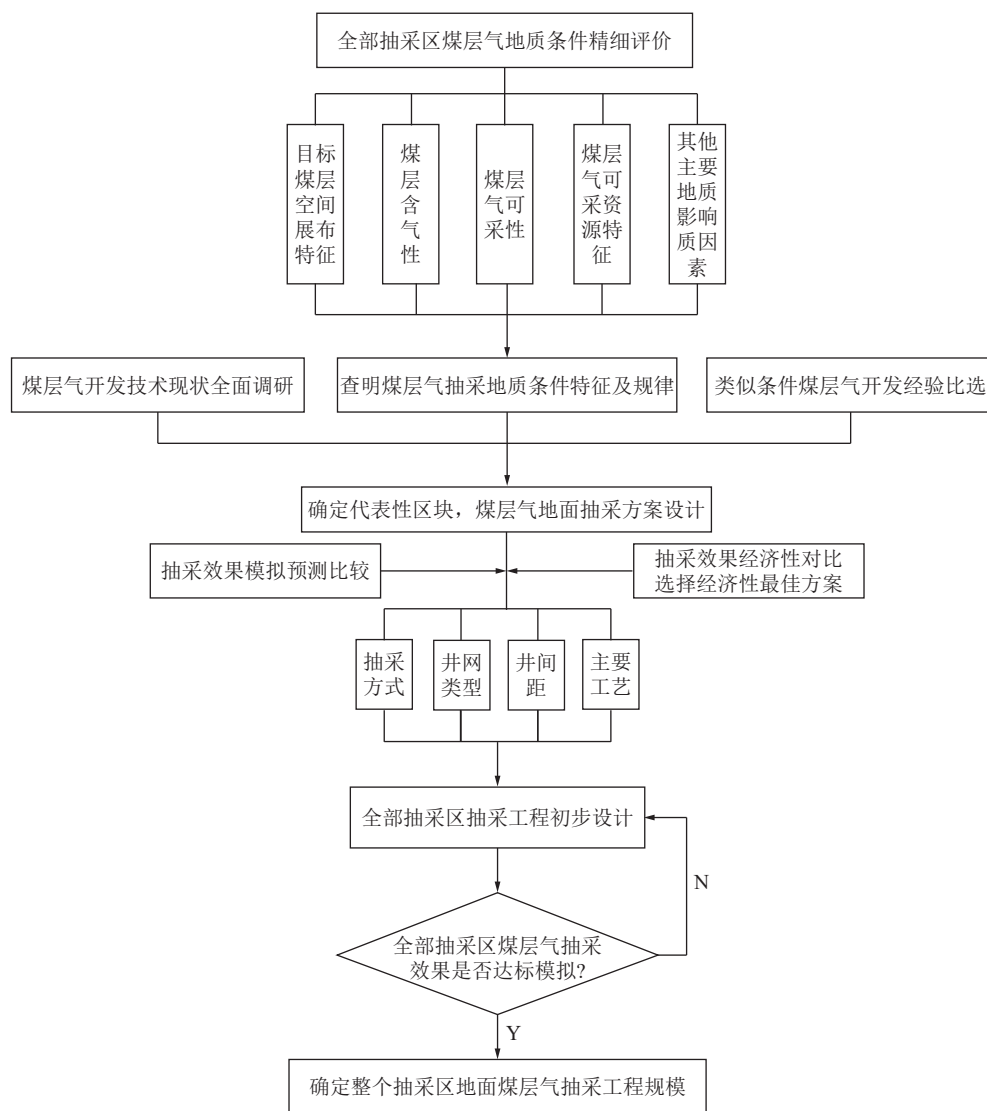 全部抽采区煤层气地质条件精细评价
目标
煤层
空间
展布
特征
煤
层
含
气
性
煤层
气可
采性
煤层
气可
采资
源特
征
其他
主要
地质
影响
质因
素
煤层气开发技术现状全面调研
查明煤层气抽采地质条件特征及规律
类似条件煤层气开发经验比选
确定代表性区块，煤层气地面抽采方案设计
抽采效果模拟预测比较
抽采效果经济性对比
选择经济性最佳方案
抽采
方式
井网
类型
井间
距
主要
工艺
全部抽采区抽采工程初步设计
N
全部抽采区煤层气抽采
效果是否达标模拟?
Y
确定整个抽采区地面煤层气抽采工程规模